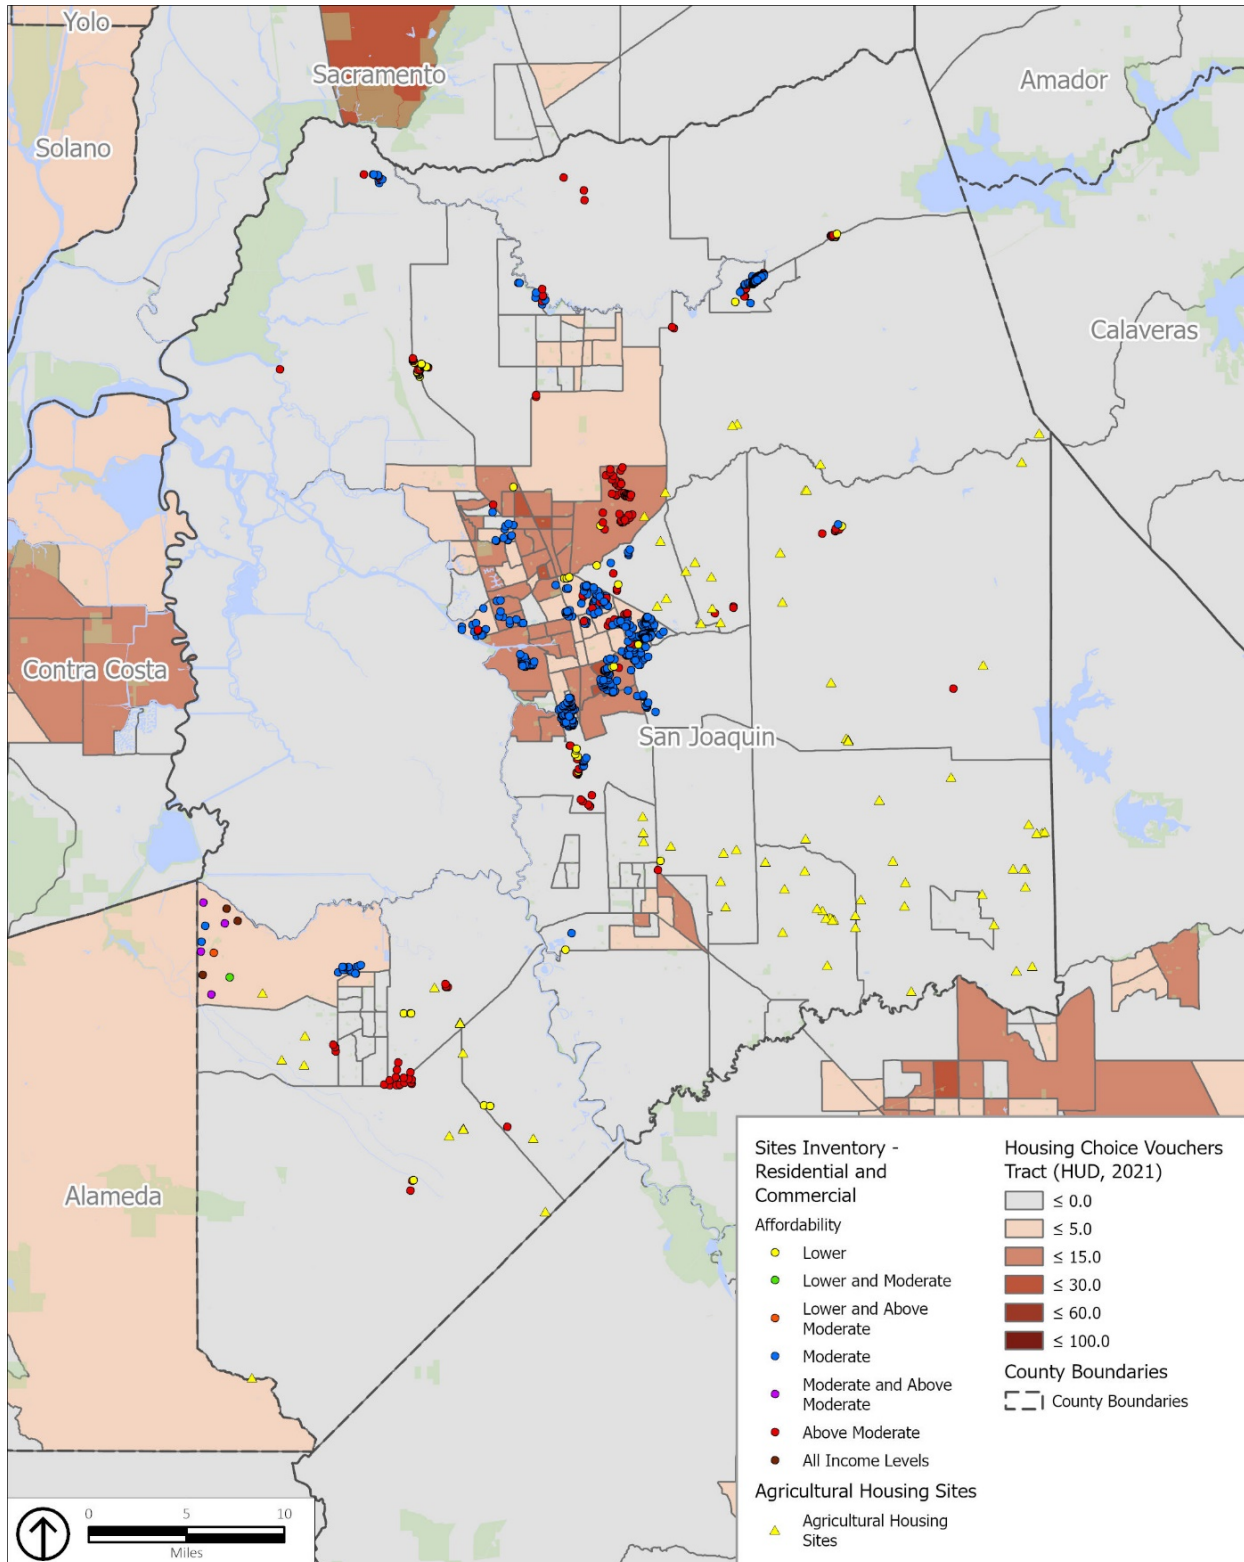 Yolo
Sacramento
Amador
Solano
Calaveras
Contra Costa
San Joaquin
Alameda
Sites Inventory -
Residential and
Commercial
Affordability
Lower
Lower and Moderate
Lower and Above
Moderate
Moderate
Moderate and Above
Moderate
Above Moderate
All Income Levels
Agricultural Housing Sites
Agricultural Housing
Sites
Housing Choice Vouchers
Tract (HUD, 2021)
≤ 0.0
≤ 5.0
≤ 15.0
≤ 30.0
≤ 60.0
≤ 100.0
County Boundaries
County Boundaries
0 5 10
Miles